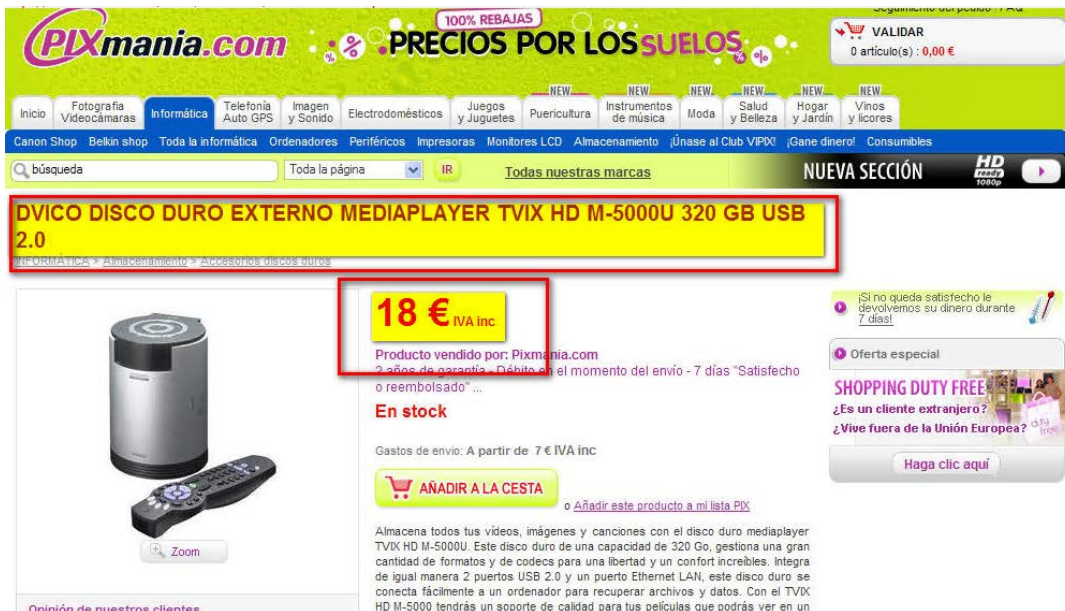 Seguimiento del pedido FAQ
PIXmania.com
100% REBAJAS
PRECIOS POR LOS SUELOS
VALIDAR
0 artículo(s) : 0,00 €
NEW NEW NEW NEW NEW NEW
Inicio
Fotografia
Videocámaras
Informática
Telefonía
Auto GPS
Imagen
y Sonido
Electrodomésticos
Juegos
y Juguetes
Puericultura
Instrumentos
de música
Moda
Salud
y Belleza
Hogar
y Jardín
Vinos
y licores
Canon Shop Belkin shop Toda la informática Ordenadores Periféricos Impresoras Monitores LCD Almacenamiento ¡Únase al Club VIPIX! ¡Gane dinero! Consumibles
búsqueda
Toda la página
IR
Todas nuestras marcas
NUEVA SECCIÓN
HD
ready
1080p
DVICO DISCO DURO EXTERNO MEDIAPLAYER TVIX HD M-5000U 320 GB USB
2.0
INFORMÁTICA > Almacenamiento > Accesorios discos duros
18 € IVA inc
Producto vendido por: Pixmania.com
2 años de garantía - Débito en el momento del envío - 7 días "Satisfecho
o reembolsado" ...
En stock
Gastos de envio: A partir de 7 € IVA inc
AÑADIR A LA CESTA
o Añadir este producto a mi lista PIX
Almacena todos tus vídeos, imágenes y canciones con el disco duro mediaplayer
TVIX HD M-5000U. Este disco duro de una capacidad de 320 Go, gestiona una gran
cantidad de formatos y de codecs para una libertad y un confort increíbles. Integra
de igual manera 2 puertos USB 2.0 y un puerto Ethernet LAN, este disco duro se
conecta fácilmente a un ordenador para recuperar archivos y datos. Con el TVIX
HD M-5000 tendrás un soporte de calidad para tus películas que podrás ver en un
Zoom
Opinión de nuestros clientes
¡Si no queda satisfecho le
devolvemos su dinero durante
7 días!
Oferta especial
SHOPPING DUTY FREE
¿Es un cliente extranjero?
¿Vive fuera de la Unión Europea?
duty
free
Haga clic aquí